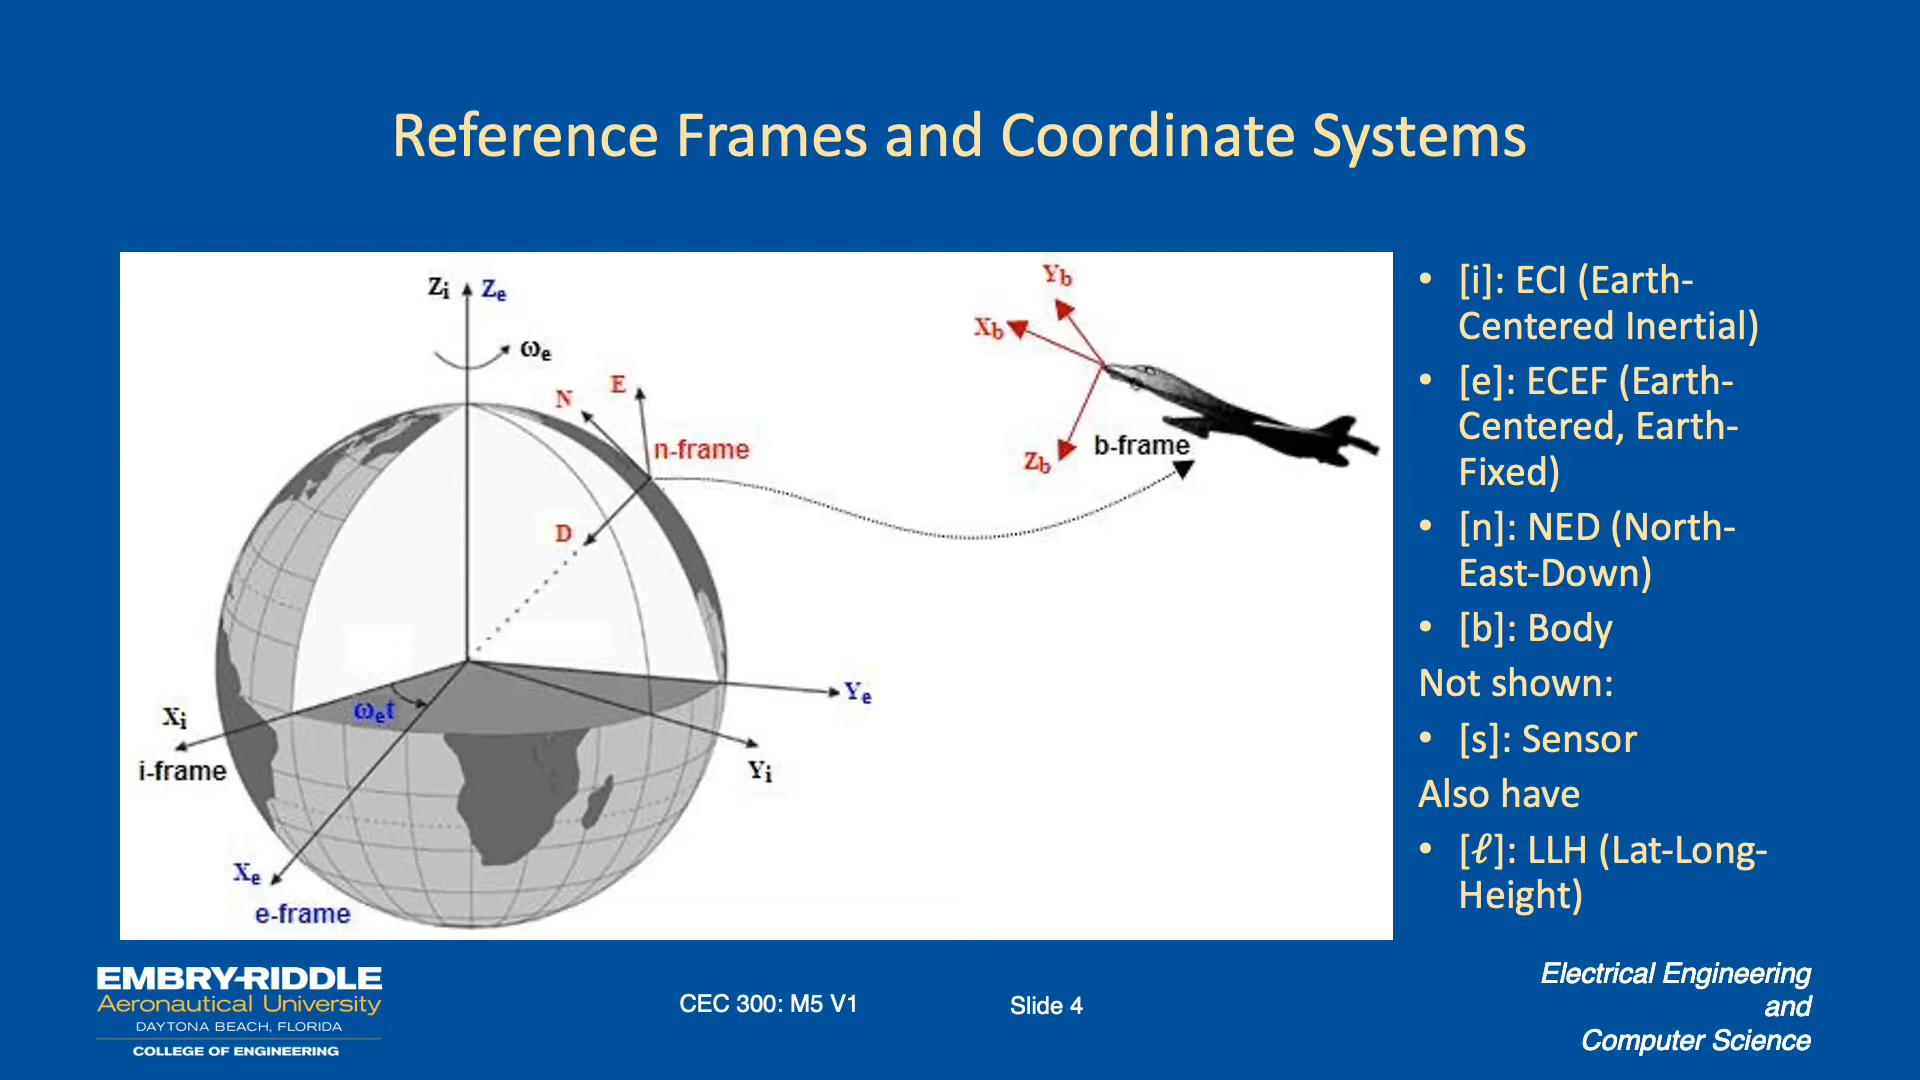 Reference Frames and Coordinate Systems
Zi Ze
ωe
N E
n-frame
D
Xi
i-frame
ωet
Ye
Yi
Xe
e-frame
Yb
Xb
Zb
b-frame
• [i]: ECI (Earth-
Centered Inertial)
• [e]: ECEF (Earth-
Centered, Earth-
Fixed)
• [n]: NED (North-
East-Down)
• [b]: Body
Not shown:
• [s]: Sensor
Also have
• [ℓ]: LLH (Lat-Long-
Height)
EMBRY-RIDDLE
Aeronautical University
DAYTONA BEACH, FLORIDA
COLLEGE OF ENGINEERING
CEC 300: M5 V1
Slide 4
Electrical Engineering
and
Computer Science